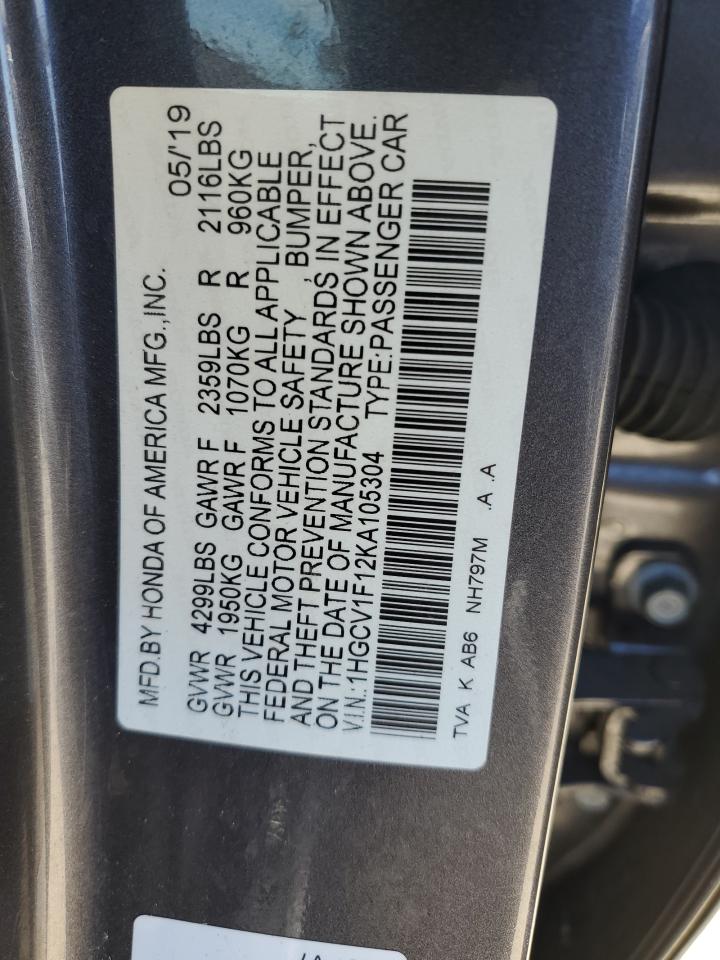 MFD.BY HONDA OF AMERICA MFG.,INC. 05/'19
GVWR 4299LBS GAWR F 2359LBS R 2116LBS
GVWR 1950KG GAWR F 1070KG R 960KG
THIS VEHICLE CONFORMS TO ALL APPLICABLE
FEDERAL MOTOR VEHICLE SAFETY , BUMPER,
AND THEFT PREVENTION STANDARDS IN EFFECT
ON THE DATE OF MANUFACTURE SHOWN ABOVE.
V.I.N.:1HGCV1F12KA105304 TYPE:PASSENGER CAR
TVA K AB6 NH797M .A .A